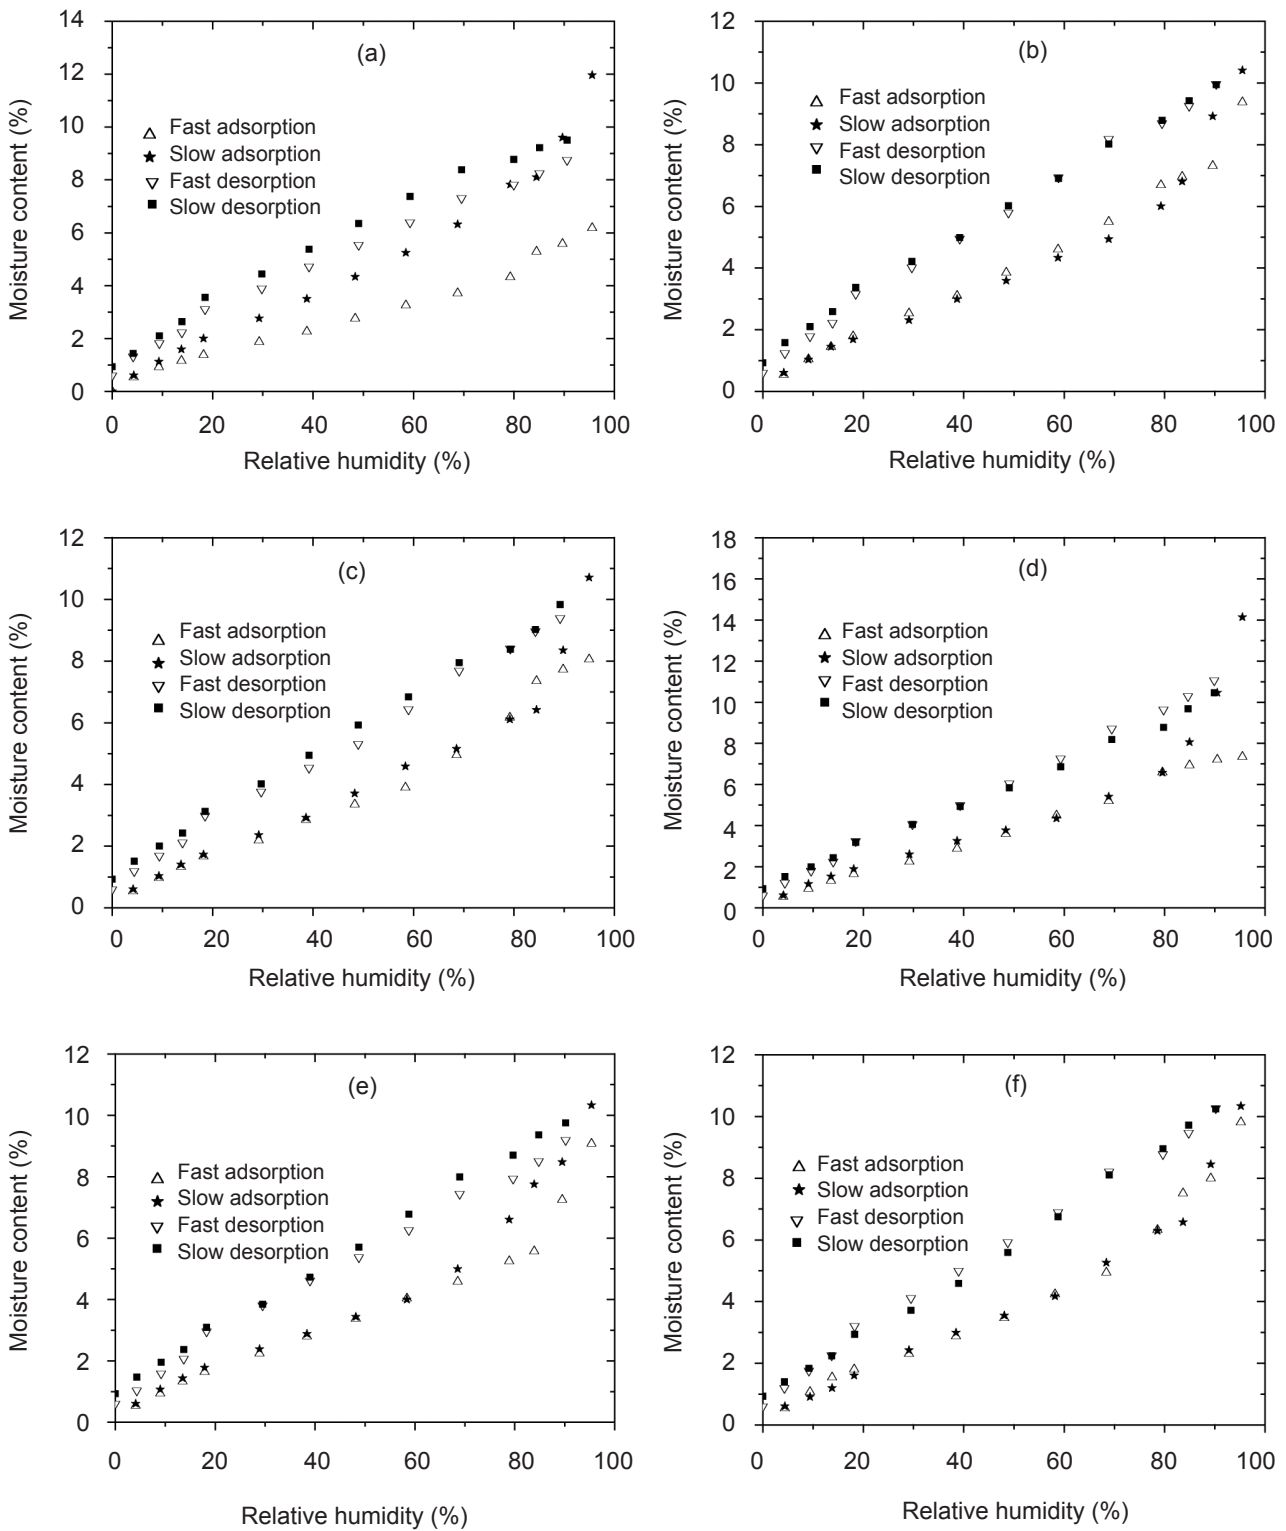 14
12
10
8
6
4
2
0
Moisture content (%)
(a)
Fast adsorption
Slow adsorption
Fast desorption
Slow desorption
0 20 40 60 80 100
Relative humidity (%)
12
10
8
6
4
2
0
Moisture content (%)
(b)
Fast adsorption
Slow adsorption
Fast desorption
Slow desorption
0 20 40 60 80 100
Relative humidity (%)
12
10
8
6
4
2
0
Moisture content (%)
(c)
Fast adsorption
Slow adsorption
Fast desorption
Slow desorption
0 20 40 60 80 100
Relative humidity (%)
18
16
14
12
10
8
6
4
2
0
Moisture content (%)
(d)
Fast adsorption
Slow adsorption
Fast desorption
Slow desorption
0 20 40 60 80 100
Relative humidity (%)
12
10
8
6
4
2
0
Moisture content (%)
(e)
Fast adsorption
Slow adsorption
Fast desorption
Slow desorption
0 20 40 60 80 100
Relative humidity (%)
12
10
8
6
4
2
0
Moisture content (%)
(f)
Fast adsorption
Slow adsorption
Fast desorption
Slow desorption
0 20 40 60 80 100
Relative humidity (%)